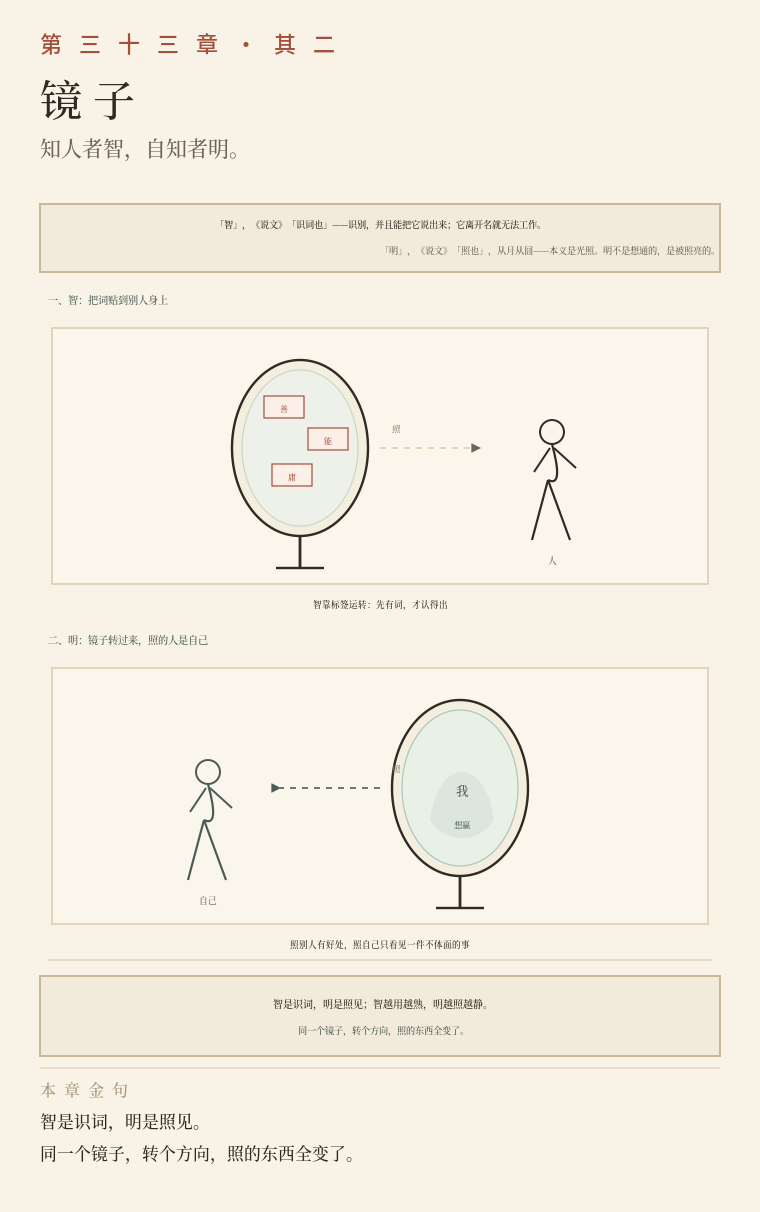 第三十三章·其二
镜子
知人者智，自知者明。
「智」，《说文》「识词也」——识别，并且能把它说出来；它离开名就无法工作。
「明」，《说文》「照也」，从月从囧——本义是光照。明不是想通的，是被照亮的。
一、智：把词贴到别人身上
善
能
庸
照
人
智靠标签运转：先有词，才认得出
二、明：镜子转过来，照的人是自己
照
我
想赢
自己
照别人有好处，照自己只看见一件不体面的事
智是识词，明是照见；智越用越熟，明越照越静。
同一个镜子，转个方向，照的东西全变了。
本章金句
智是识词，明是照见。
同一个镜子，转个方向，照的东西全变了。